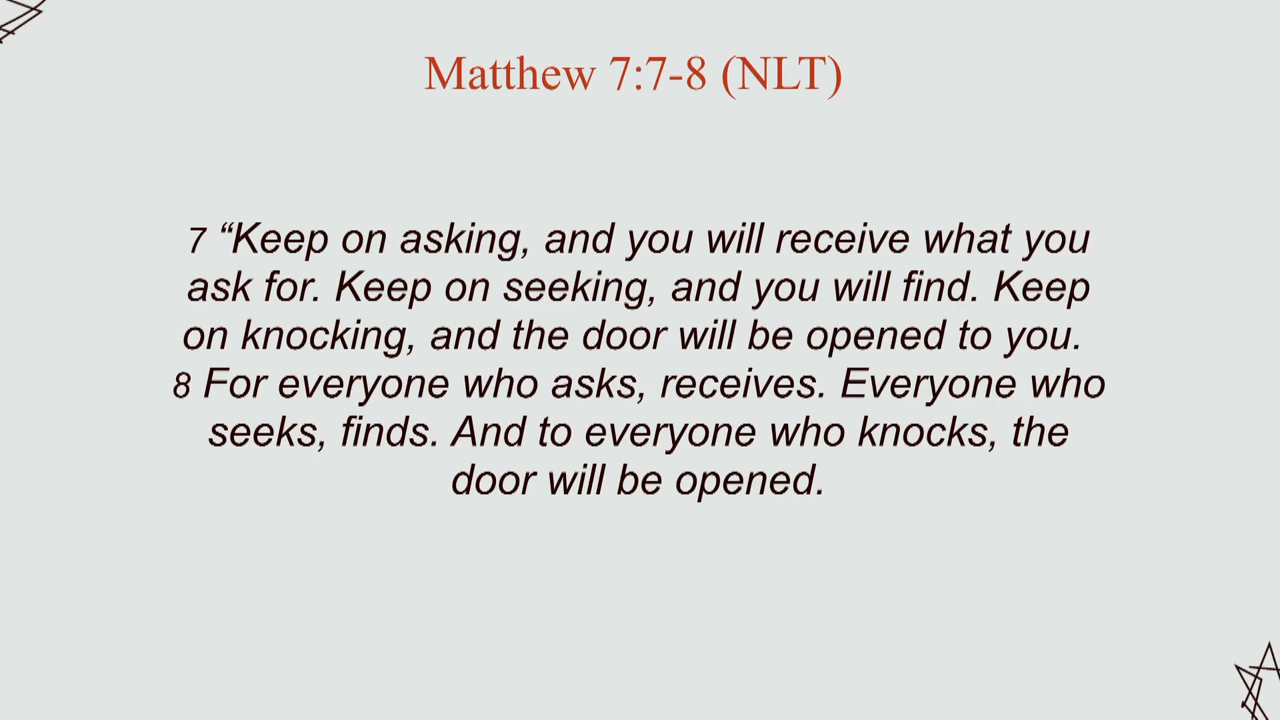 Matthew 7:7-8 (NLT)
7 “Keep on asking, and you will receive what you
ask for. Keep on seeking, and you will find. Keep
on knocking, and the door will be opened to you.
8 For everyone who asks, receives. Everyone who
seeks, finds. And to everyone who knocks, the
door will be opened.